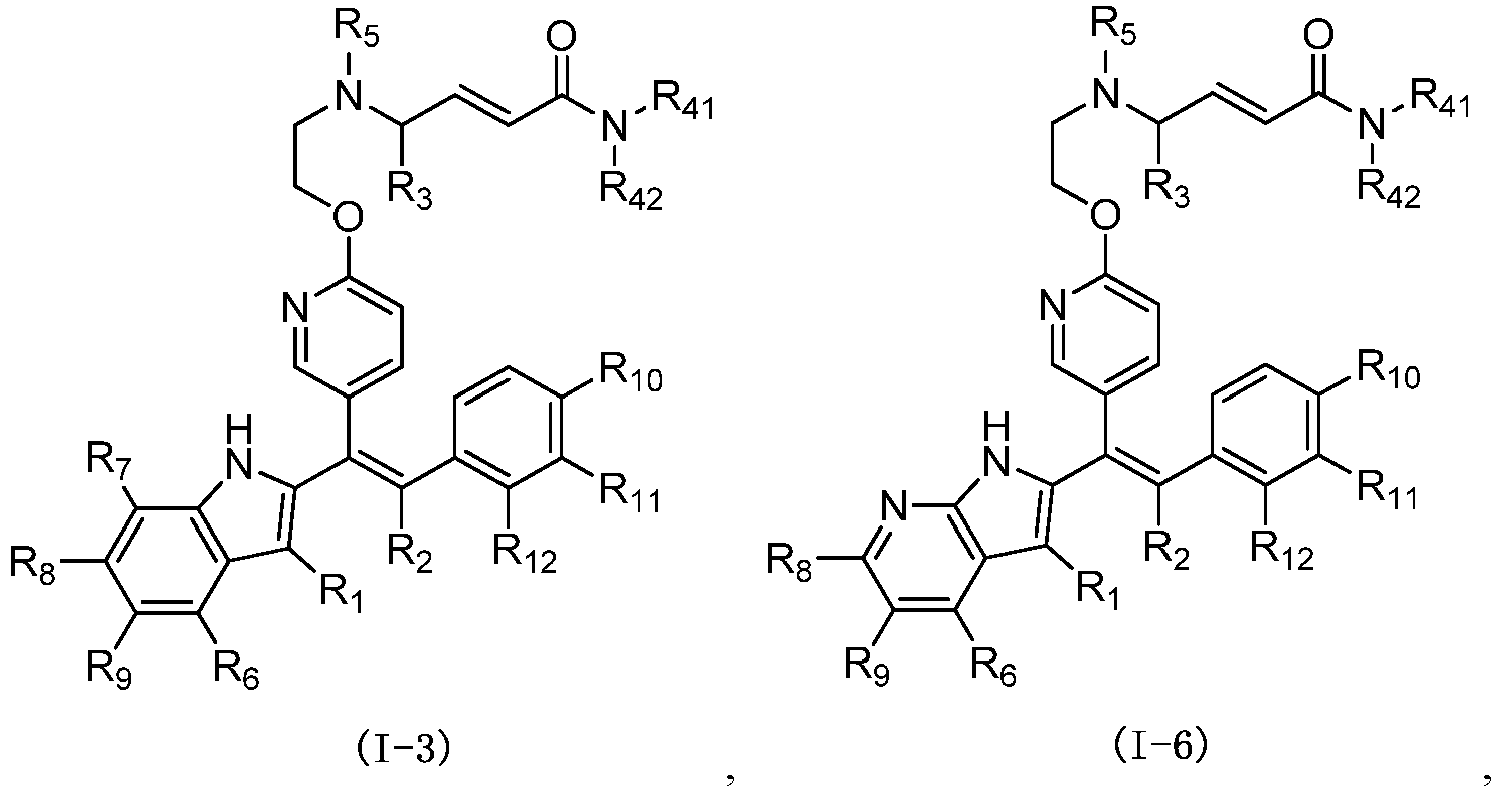 R5 O R5 O
N R41 N R41
N N
R3 R42 R3 R42
O O
N N
R10 R10
H H
R7 N R11 N R11
N
R8 R2 R12 R8 R2 R12
R1 R1
R9 R6 R9 R6
(I-3) , (I-6) ,